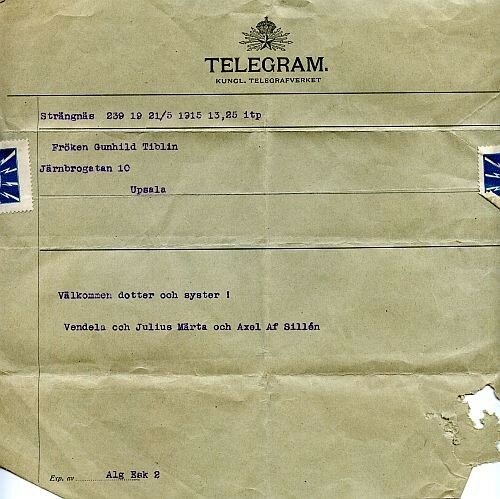 TELEGRAM.
KUNGL. TELEGRAFVERKET
Strängnäs 239 19 21/5 1915 13,25 itp
Fröken Gunhild Tiblin
Järnbrogatan 10
Upsala
Välkommen dotter och syster !
Vendela och Julius Märta och Axel Af Sillén
Exp. av Alg Esk 2